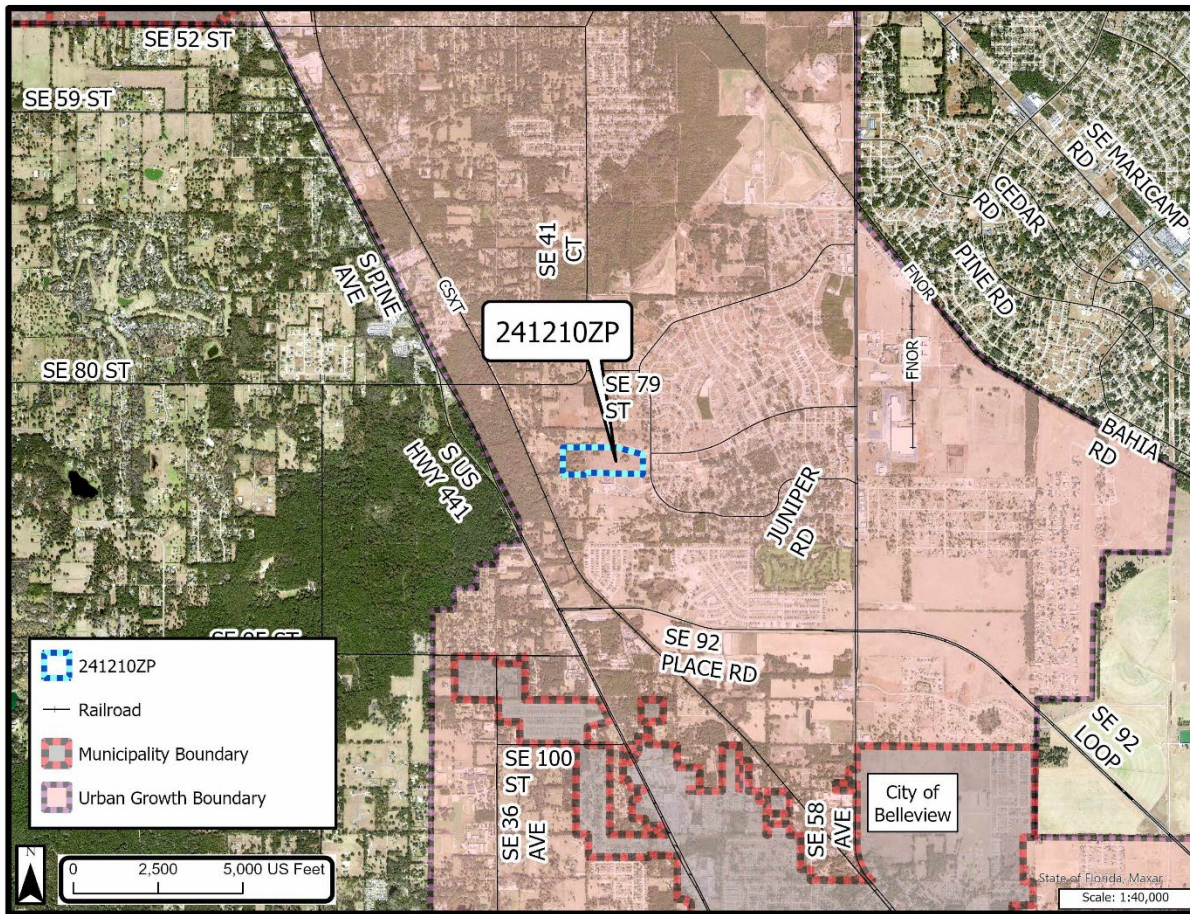 SE 52 ST
SE 59 ST
SE MARICAMP
RD
CEDAR
RD
PINE RD
SE 41
CT
S PINE
AVE
CSXT
FNOR
241210ZP
FNOR
SE 80 ST
SE 79
ST
BAHIA
RD
S US
HWY 441
JUNIPER
RD
SE 92
PLACE RD
SE 92
LOOP
SE 100
ST
SE 36
AVE
SE 58
AVE
City of
Belleview
241210ZP
Railroad
Municipality Boundary
Urban Growth Boundary
N
0 2,500 5,000 US Feet
State of Florida, Maxar
Scale: 1:40,000